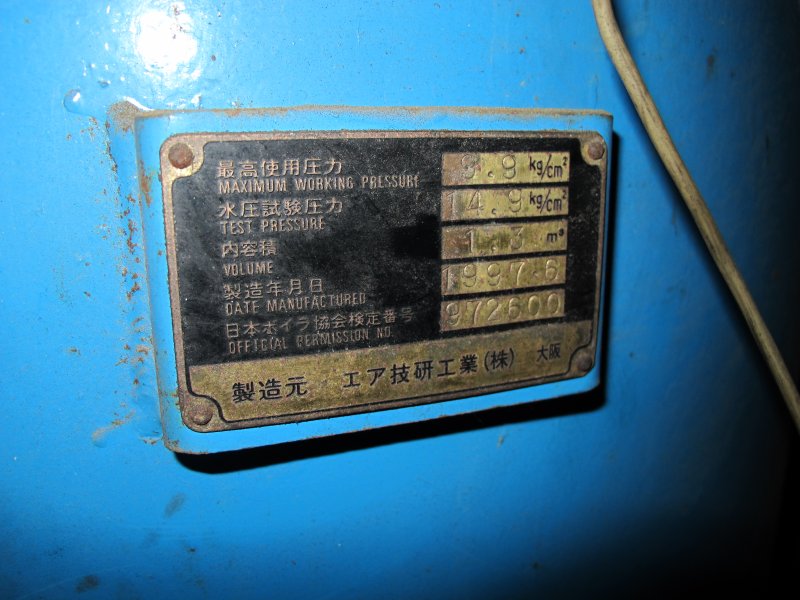 最高使用圧力 9.9 kg/cm²
MAXIMUM WORKING PRESSURE
水圧試験圧力 14.9 kg/cm²
TEST PRESSURE
内容積 1.3 m³
VOLUME
製造年月日 1997.6
DATE MANUFACTURED
日本ボイラ協会検定番号 972600
OFFICIAL PERMISSION NO.
製造元 エア技研工業(株) 大阪